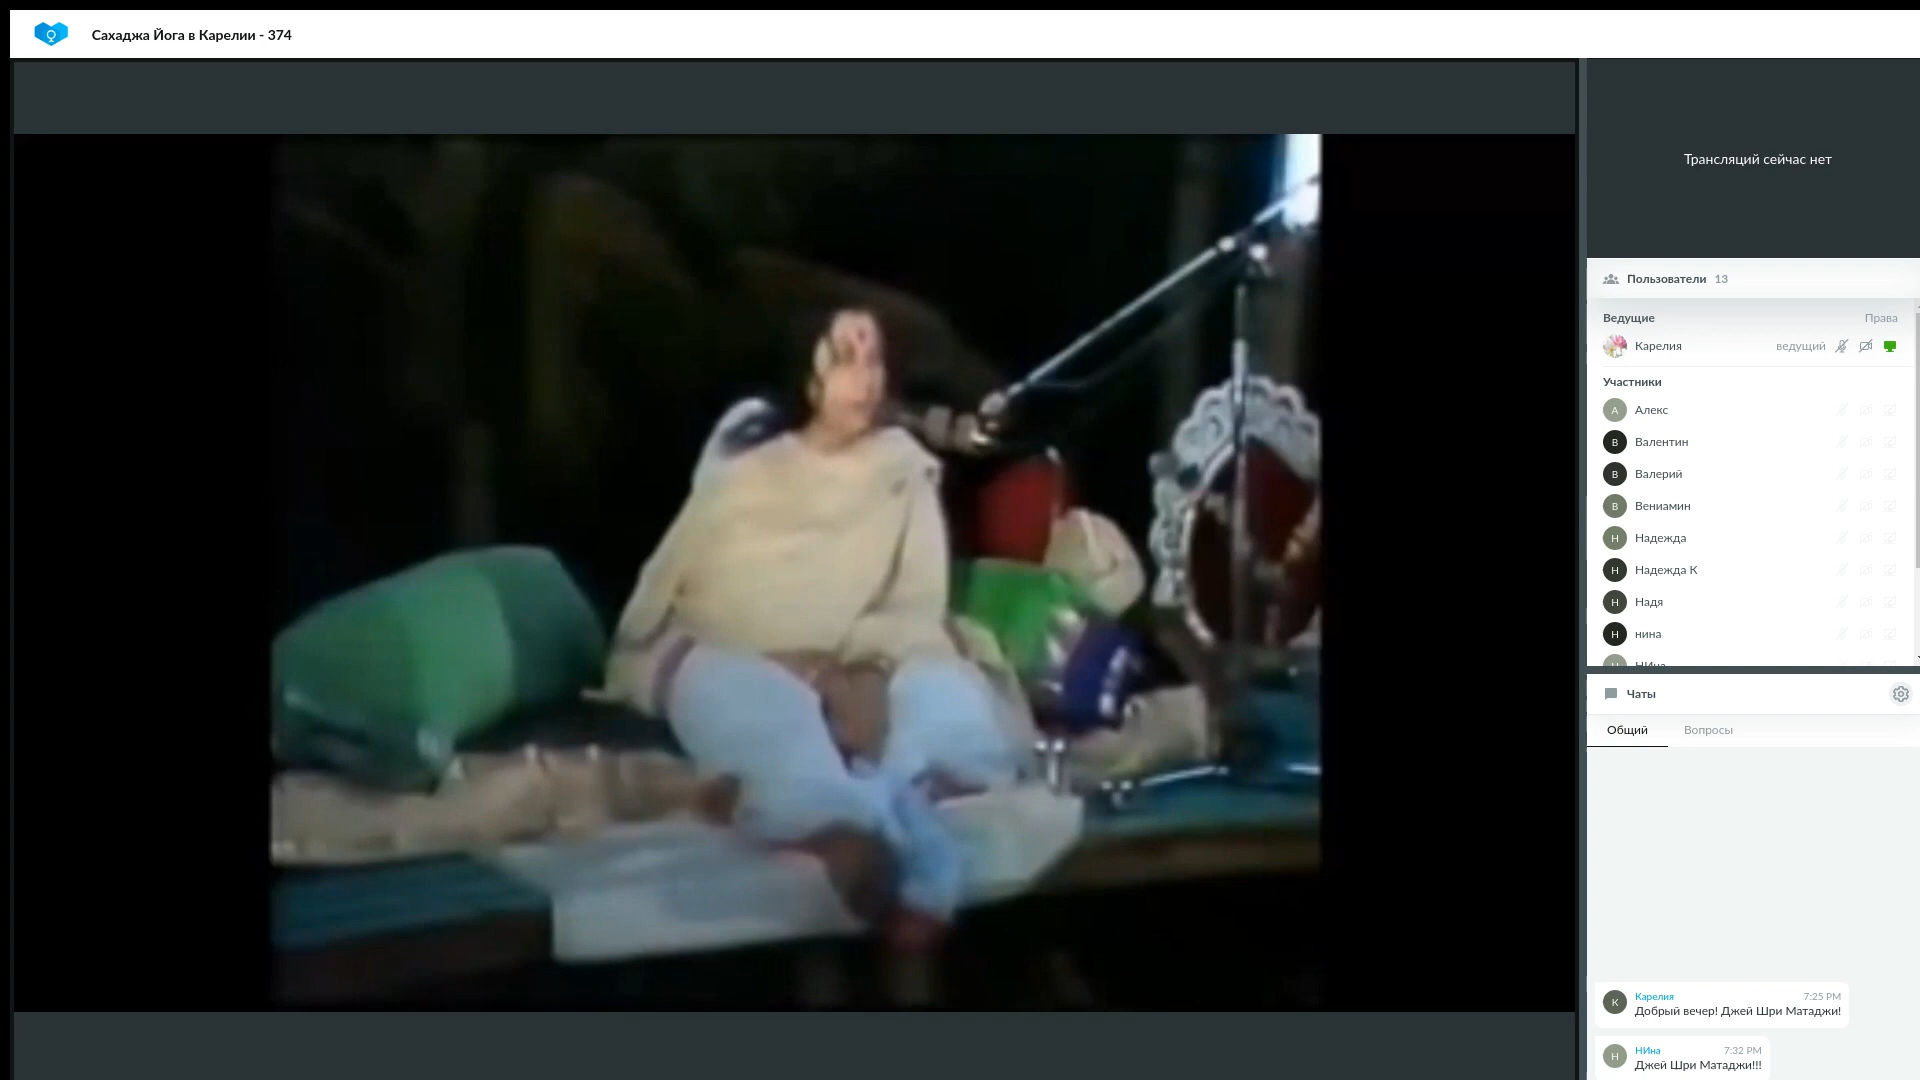 Сахаджа Йога в Карелии - 374
Трансляций сейчас нет
Пользователи 13
Ведущие Права
Карелия ведущий
Участники
А Алекс
В Валентин
В Валерий
В Вениамин
Н Надежда
Н Надежда К
Н Надя
Н нина
Н НИна
Чаты
Общий Вопросы
Карелия 7:25 PM
К Добрый вечер! Джей Шри Матаджи!
НИна 7:32 PM
Н Джей Шри Матаджи!!!